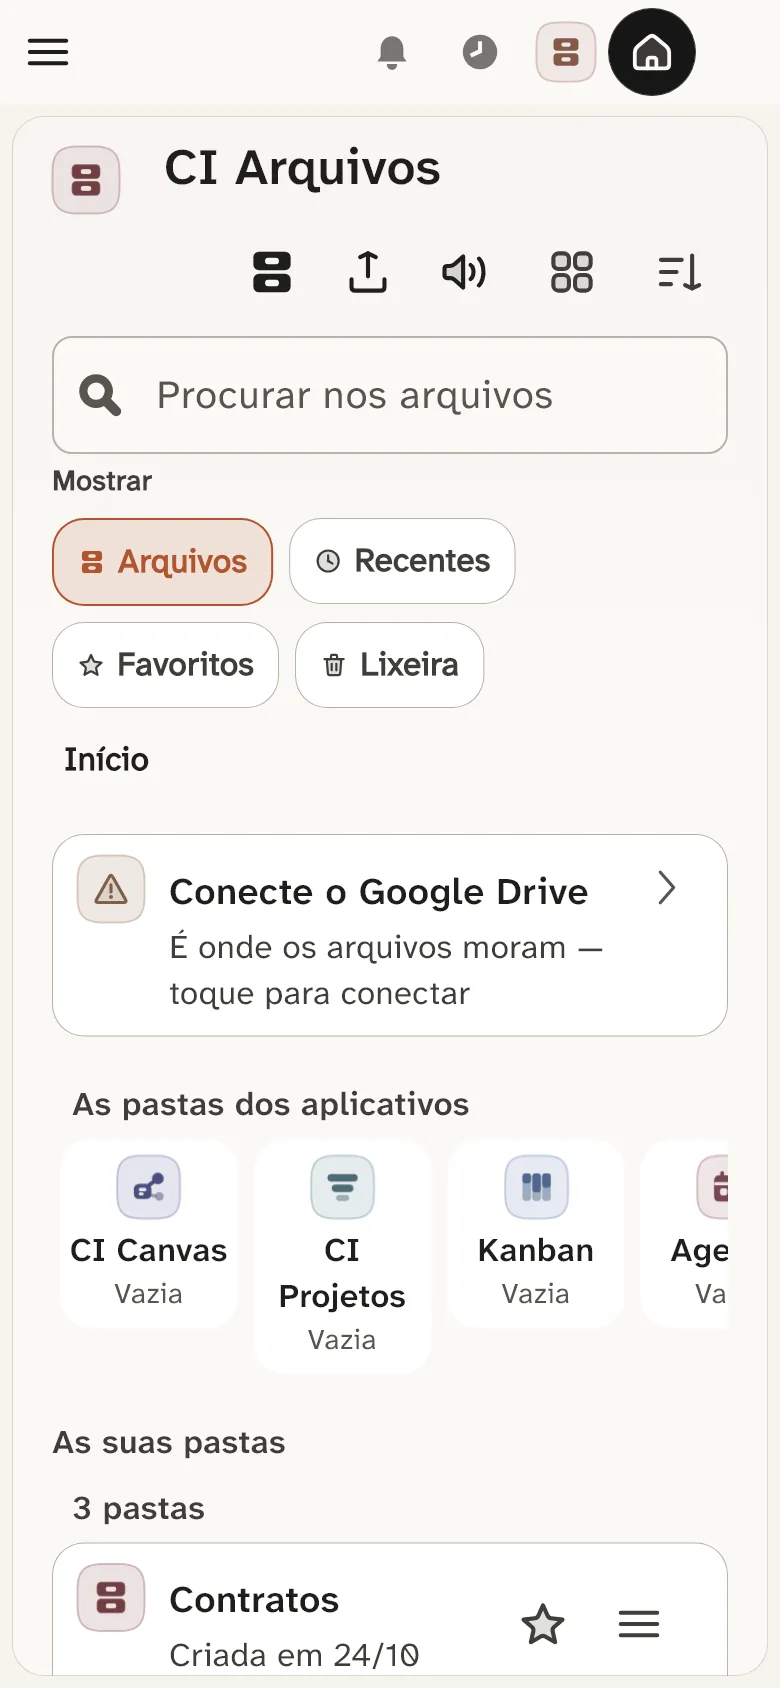 CI Arquivos
Procurar nos arquivos
Mostrar
Arquivos
Recentes
Favoritos
Lixeira
Início
Conecte o Google Drive
É onde os arquivos moram —
toque para conectar
As pastas dos aplicativos
CI Canvas
Vazia
CI
Projetos
Vazia
Kanban
Vazia
Age
Va
As suas pastas
3 pastas
Contratos
Criada em 24/10